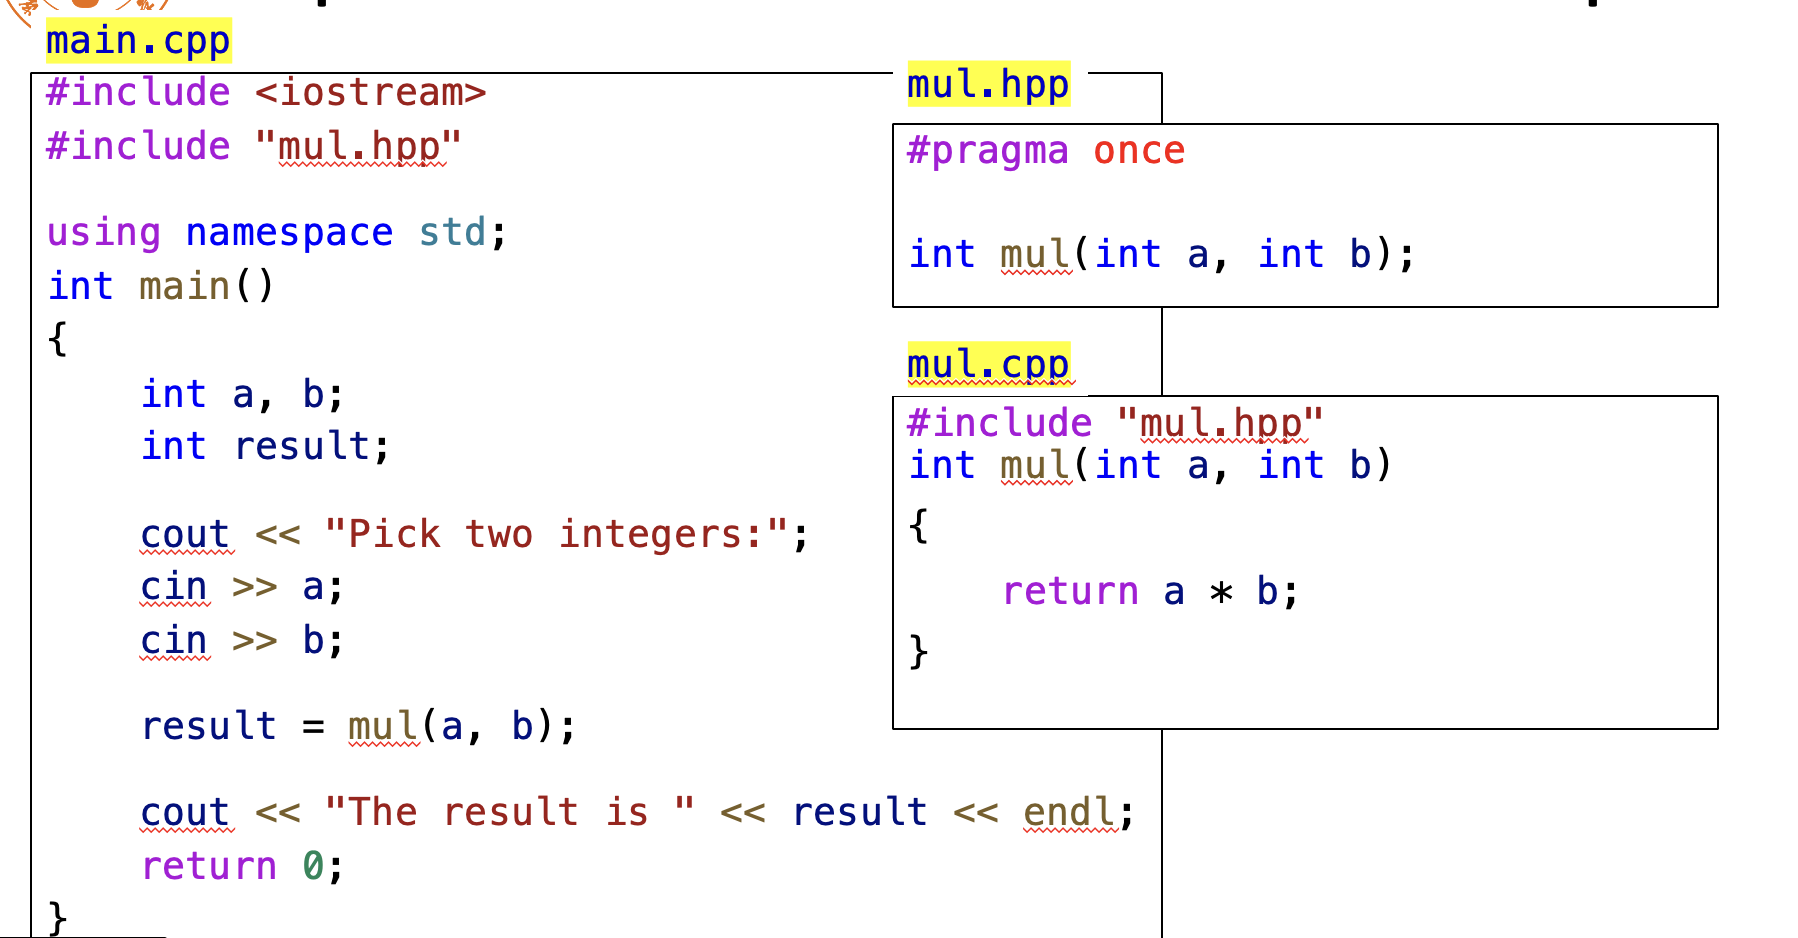 main.cpp
#include <iostream>
#include "mul.hpp"
using namespace std;
int main()
{
    int a, b;
    int result;
    cout << "Pick two integers:";
    cin >> a;
    cin >> b;
    result = mul(a, b);
    cout << "The result is " << result << endl;
    return 0;
}
mul.hpp
#pragma once
int mul(int a, int b);
mul.cpp
#include "mul.hpp"
int mul(int a, int b)
{
    return a * b;
}